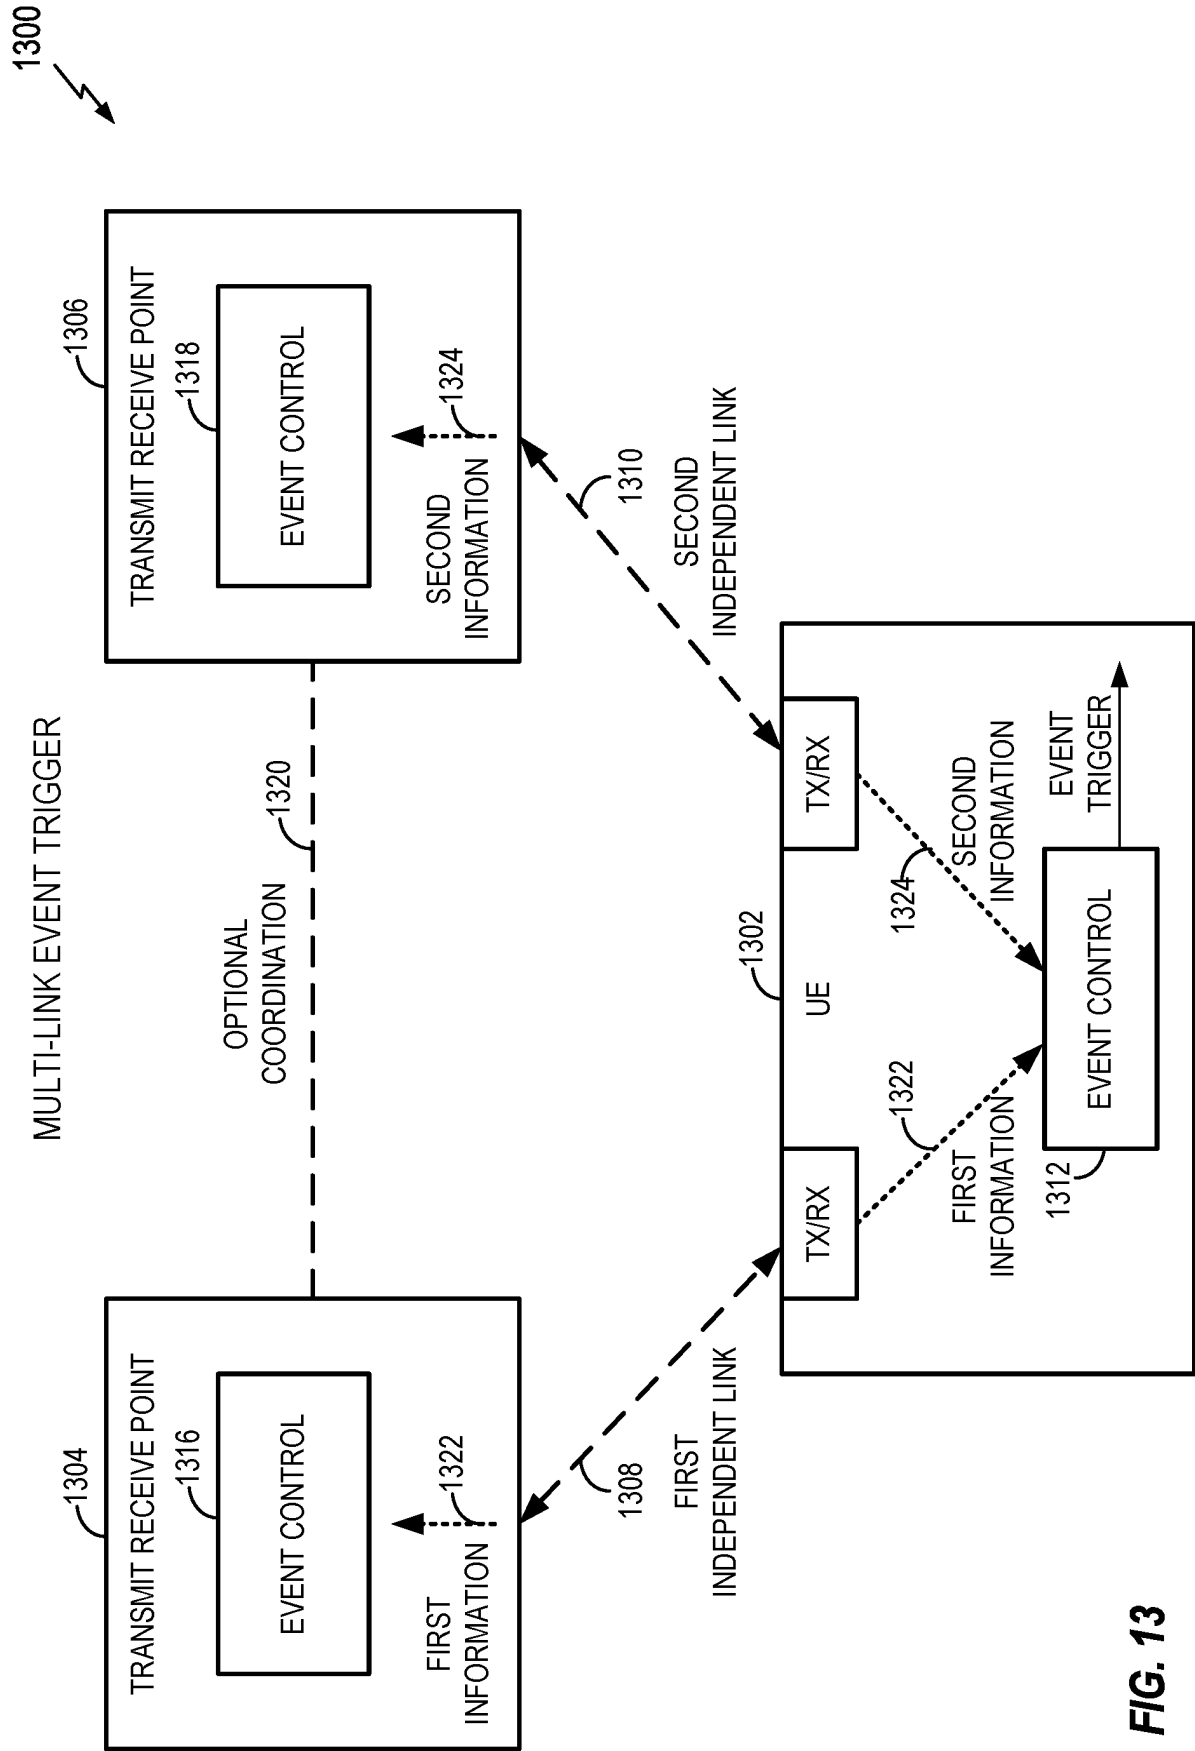 MULTI-LINK EVENT TRIGGER
1300
1304
TRANSMIT RECEIVE POINT
1316
EVENT CONTROL
FIRST
INFORMATION
1322
OPTIONAL
COORDINATION
1320
1306
TRANSMIT RECEIVE POINT
1318
EVENT CONTROL
SECOND
INFORMATION
1324
FIRST
INDEPENDENT LINK
1308
SECOND
INDEPENDENT LINK
1310
TX/RX
UE
1302
TX/RX
FIRST
INFORMATION
1322
1324
SECOND
INFORMATION
1312
EVENT CONTROL
EVENT
TRIGGER
FIG. 13